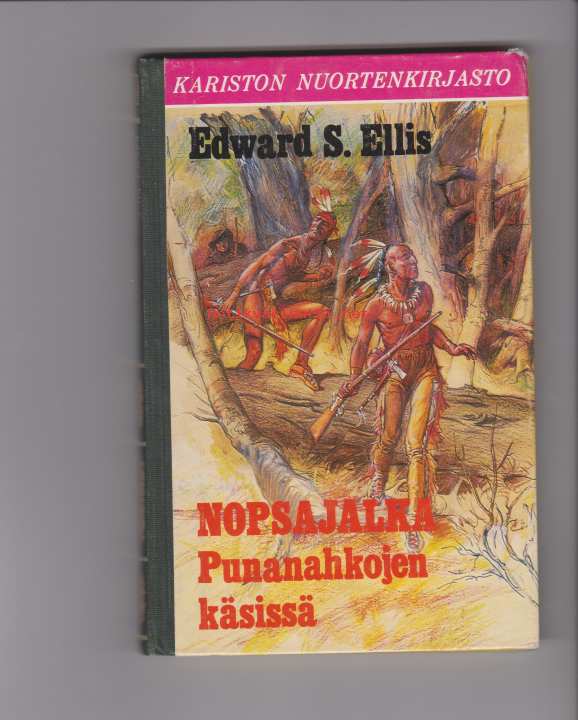 KARISTON NUORTENKIRJASTO
Edward S. Ellis
NOPSAJALKA
Punanahkojen
käsissä